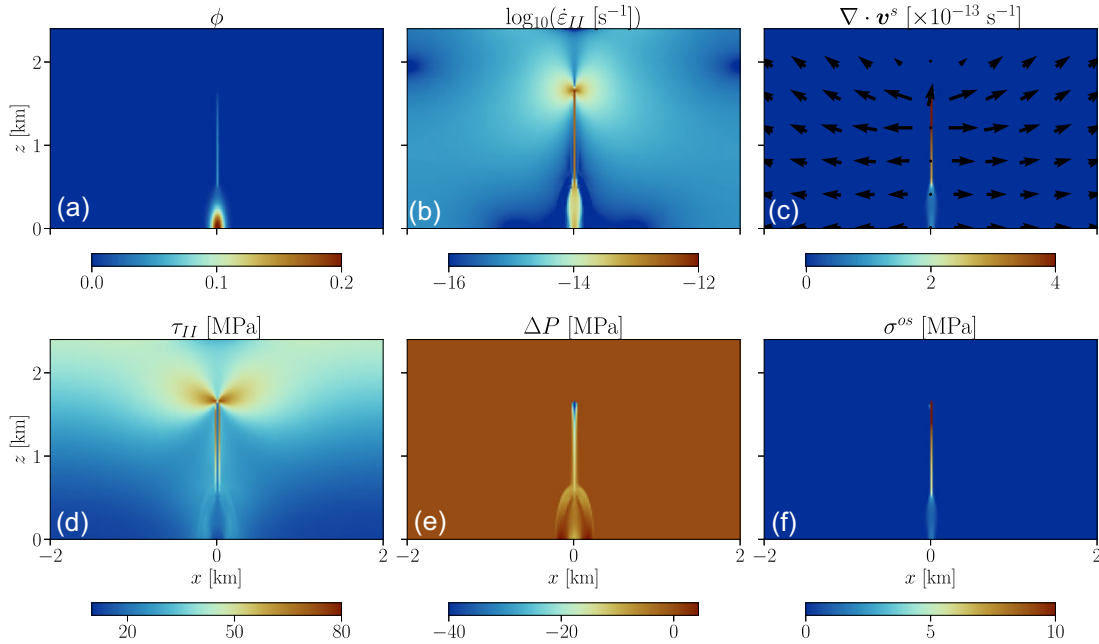 ϕ
log₁₀(ε̇_II [s⁻¹])
∇ · v^s [×10⁻¹³ s⁻¹]
z [km]
2
1
0
(a)
(b)
(c)
0.0 0.1 0.2
−16 −14 −12
0 2 4
τ_II [MPa]
ΔP [MPa]
σ^os [MPa]
z [km]
2
1
0
(d)
(e)
(f)
−2 0 2
−2 0 2
−2 0 2
x [km]
x [km]
x [km]
20 50 80
−40 −20 0
0 5 10